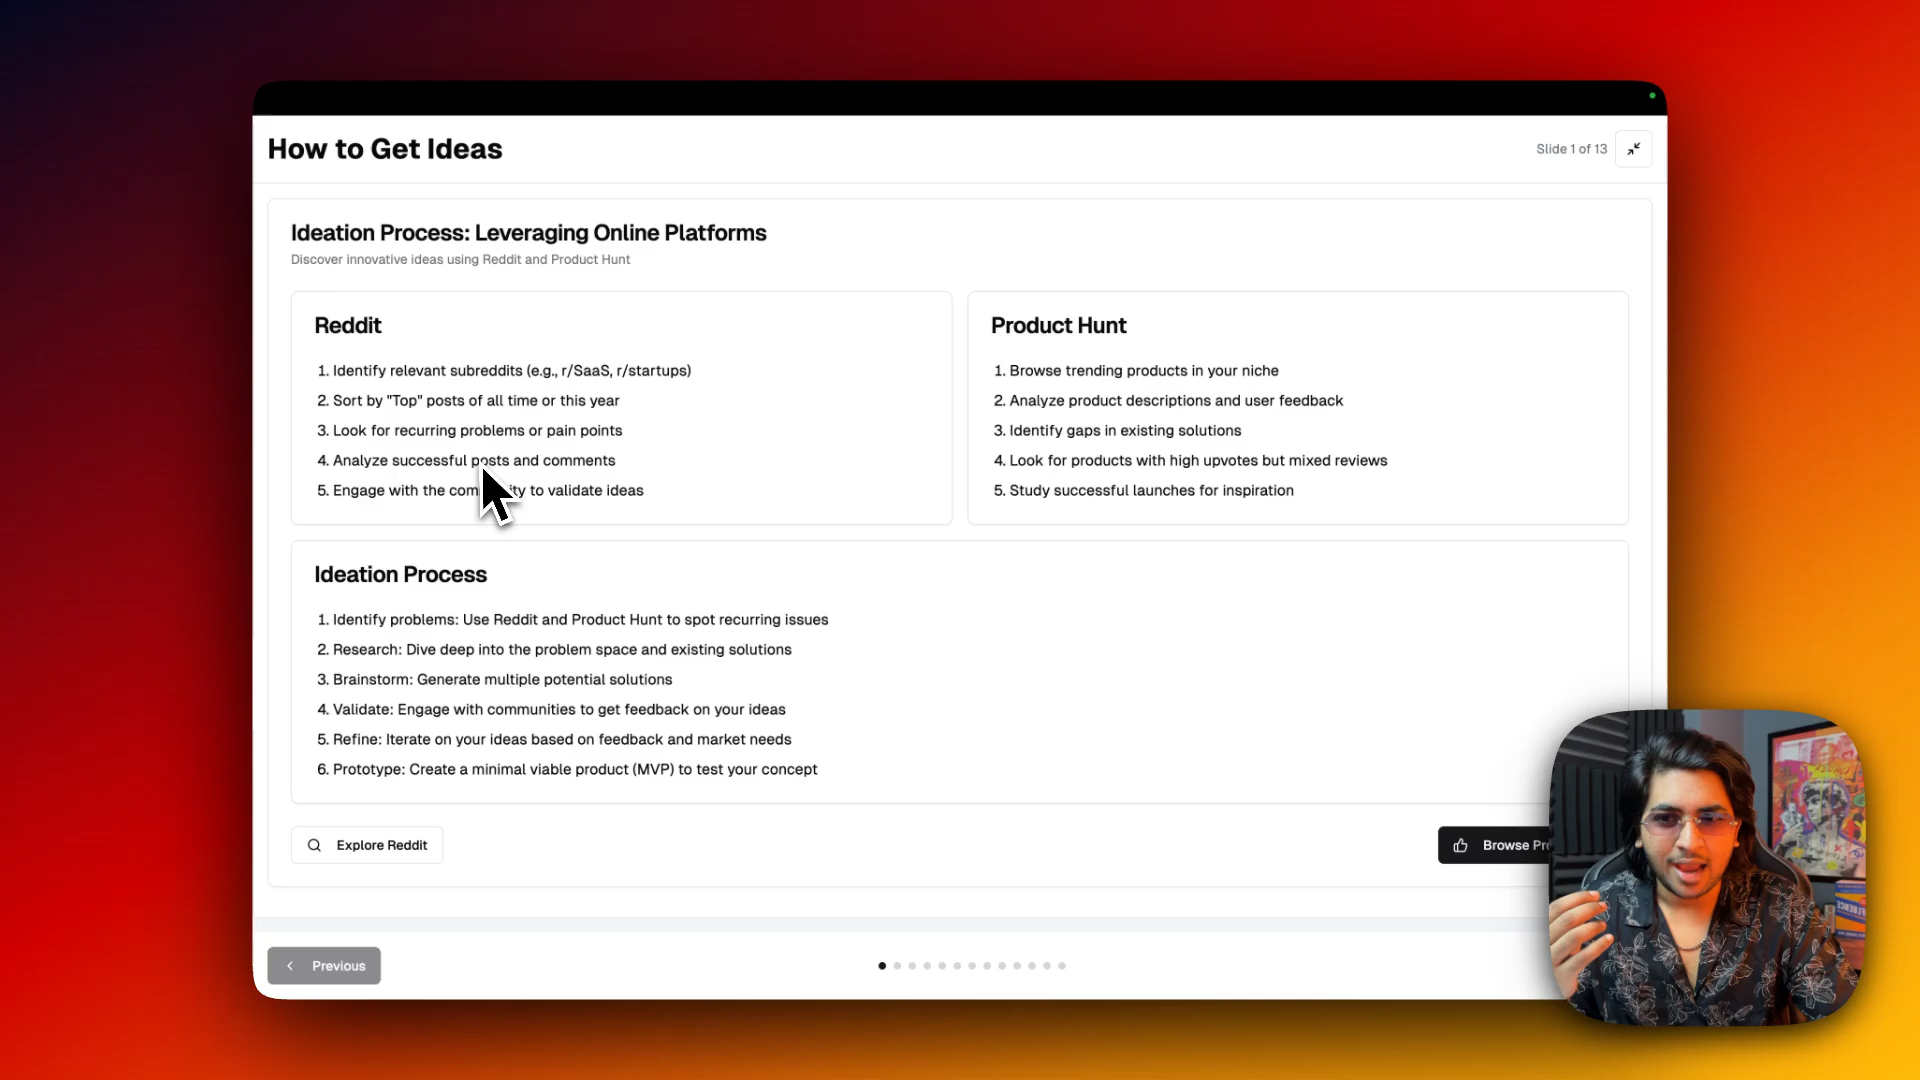 How to Get Ideas
Slide 1 of 13
Ideation Process: Leveraging Online Platforms
Discover innovative ideas using Reddit and Product Hunt
Reddit
1. Identify relevant subreddits (e.g., r/SaaS, r/startups)
2. Sort by "Top" posts of all time or this year
3. Look for recurring problems or pain points
4. Analyze successful posts and comments
5. Engage with the community to validate ideas
Product Hunt
1. Browse trending products in your niche
2. Analyze product descriptions and user feedback
3. Identify gaps in existing solutions
4. Look for products with high upvotes but mixed reviews
5. Study successful launches for inspiration
Ideation Process
1. Identify problems: Use Reddit and Product Hunt to spot recurring issues
2. Research: Dive deep into the problem space and existing solutions
3. Brainstorm: Generate multiple potential solutions
4. Validate: Engage with communities to get feedback on your ideas
5. Refine: Iterate on your ideas based on feedback and market needs
6. Prototype: Create a minimal viable product (MVP) to test your concept
Explore Reddit
Browse
Previous